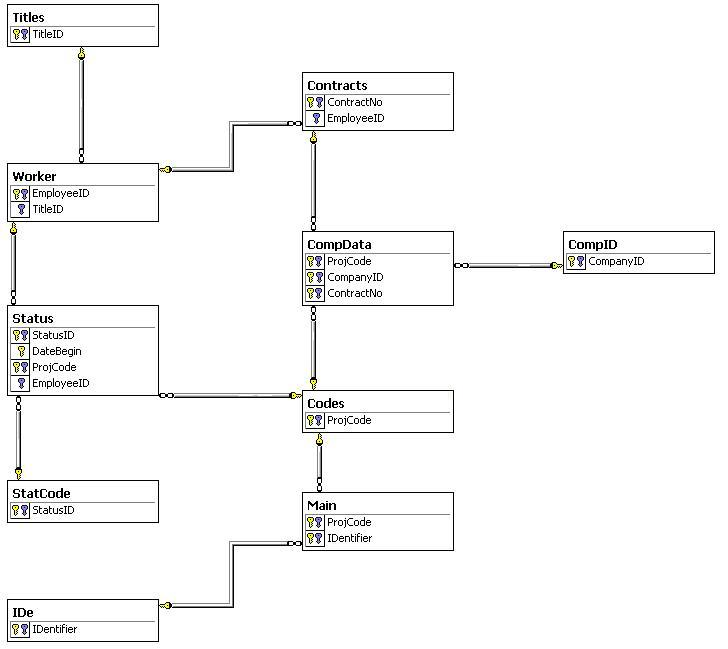 Titles
TitleID
Contracts
ContractNo
EmployeeID
Worker
EmployeeID
TitleID
CompData
ProjCode
CompanyID
ContractNo
CompID
CompanyID
Status
StatusID
DateBegin
ProjCode
EmployeeID
Codes
ProjCode
StatCode
StatusID
Main
ProjCode
IDentifier
IDe
IDentifier